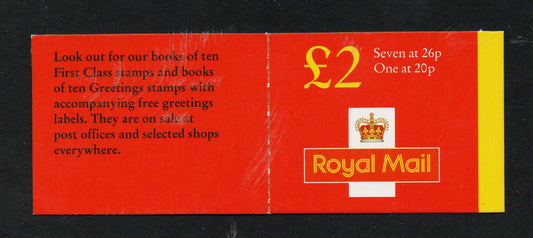 Look out for our books of ten
First Class stamps and books
of ten Greetings stamps with
accompanying free greetings
labels. They are on sale at
post offices and selected shops
everywhere.
£2
Seven at 26p
One at 20p
Royal Mail